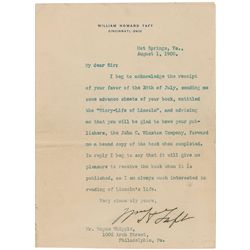 WILLIAM HOWARD TAFT
CINCINNATI OHIO
Hot Springs, Va.,
August 1, 1908.
My dear Sir:
I beg to acknowledge the receipt
of your favor of the 28th of July, sending me
some advance sheets of your book, entitled
the "Story-Life of Lincoln", and advising
me that you will be glad to have your pub-
lishers, the John C. Winston Company, forward
me a bound copy of the book when completed.
In reply I beg to say that it will give me
pleasure to receive the book when it is
published, as I am always much interested in
reading of Lincoln's life.
Very sincerely yours,
Wm H Taft
Mr. Wayne Whipple,
1006 Arch Street,
Philadelphia, Pa.